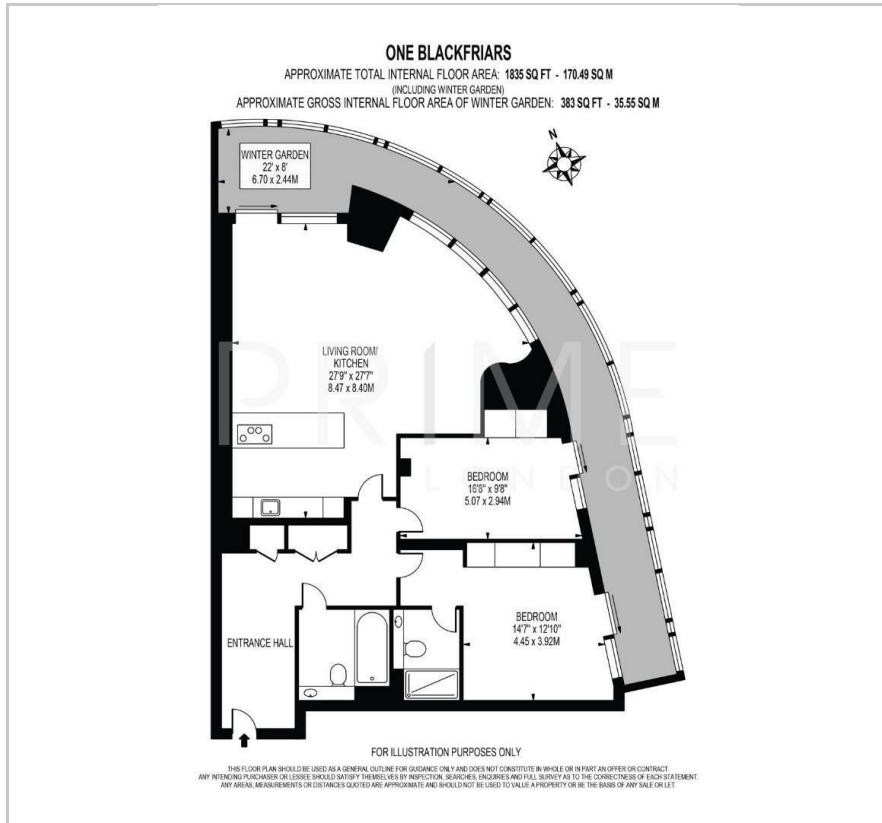 ONE BLACKFRIARS
APPROXIMATE TOTAL INTERNAL FLOOR AREA: 1835 SQ FT - 170.49 SQ M
(INCLUDING WINTER GARDEN)
APPROXIMATE GROSS INTERNAL FLOOR AREA OF WINTER GARDEN: 383 SQ FT - 35.55 SQ M
N
WINTER GARDEN
22' x 8'
6.70 x 2.44M
LIVING ROOM/
KITCHEN
27'9" x 27'7"
8.47 x 8.40M
PRIME
LONDON
BEDROOM
16'8" x 9'8"
5.07 x 2.94M
BEDROOM
14'7" x 12'10"
4.45 x 3.92M
ENTRANCE HALL
FOR ILLUSTRATION PURPOSES ONLY
THIS FLOOR PLAN SHOULD BE USED AS A GENERAL OUTLINE FOR GUIDANCE ONLY AND DOES NOT CONSTITUTE IN WHOLE OR IN PART AN OFFER OR CONTRACT.
ANY INTENDING PURCHASER OR LESSEE SHOULD SATISFY THEMSELVES BY INSPECTION, SEARCHES, ENQUIRIES AND FULL SURVEY AS TO THE CORRECTNESS OF EACH STATEMENT.
ANY AREAS, MEASUREMENTS OR DISTANCES QUOTED ARE APPROXIMATE AND SHOULD NOT BE USED TO VALUE A PROPERTY OR BE THE BASIS OF ANY SALE OR LET.